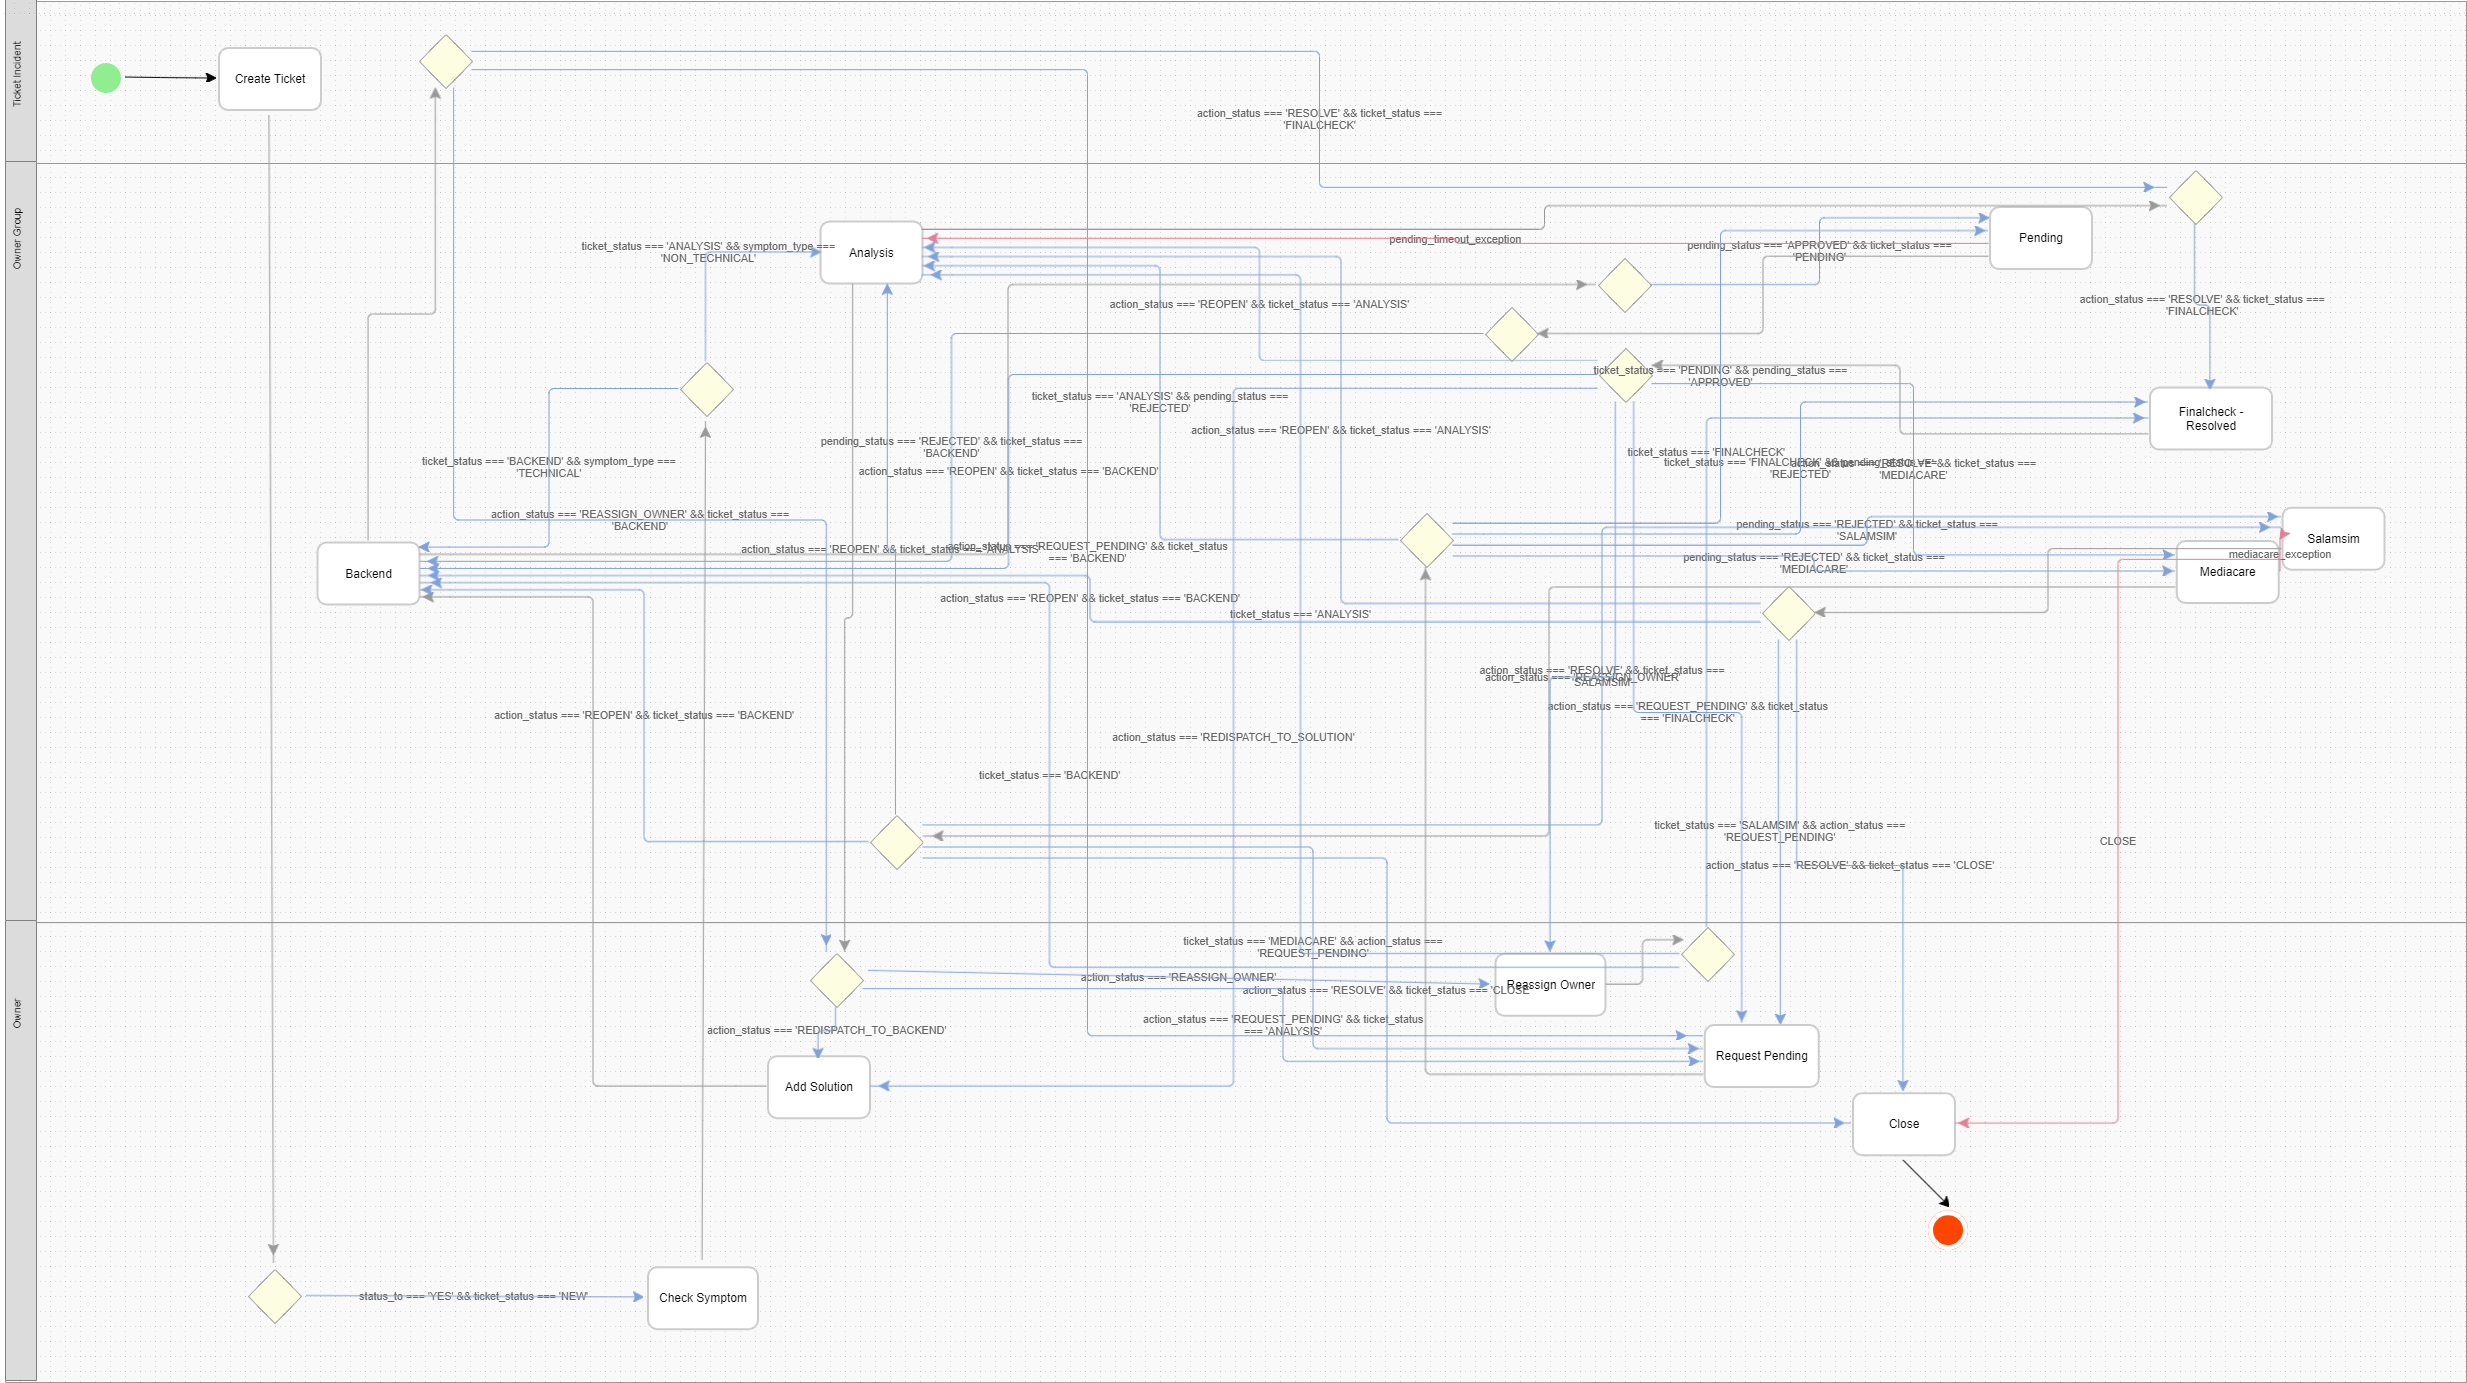 Ticket Incident
Create Ticket
action_status === 'RESOLVE' && ticket_status ===
'FINALCHECK'
Owner Group
ticket_status === 'ANALYSIS' && symptom_type ===
'NON_TECHNICAL'
Analysis
pending_timeout_exception
pending_status === 'APPROVED' && ticket_status ===
'PENDING'
Pending
action_status === 'REOPEN' && ticket_status === 'ANALYSIS'
action_status === 'RESOLVE' && ticket_status ===
'FINALCHECK'
ticket_status === 'PENDING' && pending_status ===
'APPROVED'
ticket_status === 'ANALYSIS' && pending_status ===
'REJECTED'
Finalcheck -
Resolved
action_status === 'REOPEN' && ticket_status === 'ANALYSIS'
pending_status === 'REJECTED' && ticket_status ===
'BACKEND'
ticket_status === 'FINALCHECK'
ticket_status === 'BACKEND' && symptom_type ===
'TECHNICAL'
action_status === 'REOPEN' && ticket_status === 'BACKEND'
ticket_status === 'FINALCHECK' && pending_status ===
'REJECTED'
action_status === 'RESOLVE' && ticket_status ===
'MEDIACARE'
action_status === 'REASSIGN_OWNER' && ticket_status ===
'BACKEND'
pending_status === 'REJECTED' && ticket_status ===
'SALAMSIM'
Salamsim
action_status === 'REOPEN' && ticket_status === 'ANALYSIS'
action_status === 'REQUEST_PENDING' && ticket_status
=== 'BACKEND'
pending_status === 'REJECTED' && ticket_status ===
'MEDIACARE'
mediacare_exception
Backend
Mediacare
action_status === 'REOPEN' && ticket_status === 'BACKEND'
ticket_status === 'ANALYSIS'
action_status === 'RESOLVE' && ticket_status ===
'SALAMSIM'
action_status === 'REASSIGN_OWNER'
action_status === 'REQUEST_PENDING' && ticket_status
=== 'FINALCHECK'
action_status === 'REOPEN' && ticket_status === 'BACKEND'
action_status === 'REDISPATCH_TO_SOLUTION'
ticket_status === 'BACKEND'
ticket_status === 'SALAMSIM' && action_status ===
'REQUEST_PENDING'
CLOSE
action_status === 'RESOLVE' && ticket_status === 'CLOSE'
Owner
ticket_status === 'MEDIACARE' && action_status ===
'REQUEST_PENDING'
action_status === 'REASSIGN_OWNER'
Reassign Owner
action_status === 'RESOLVE' && ticket_status === 'CLOSE'
action_status === 'REQUEST_PENDING' && ticket_status
=== 'ANALYSIS'
action_status === 'REDISPATCH_TO_BACKEND'
Request Pending
Add Solution
Close
status_to === 'YES' && ticket_status === 'NEW'
Check Symptom